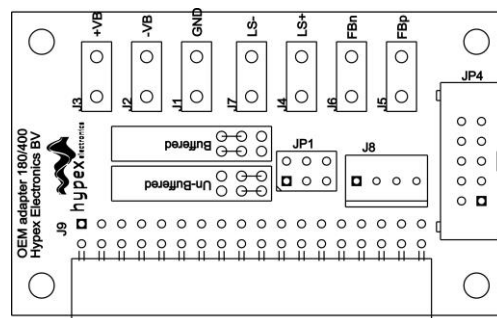 +VB
-VB
GND
LS-
LS+
FBn
FBp
J3
J2
J1
J7
J4
J6
J5
JP4
Buffered
JP1
J8
Un-Buffered
hypex
electronics
J9
OEM adapter 180/400
Hypex Electronics BV